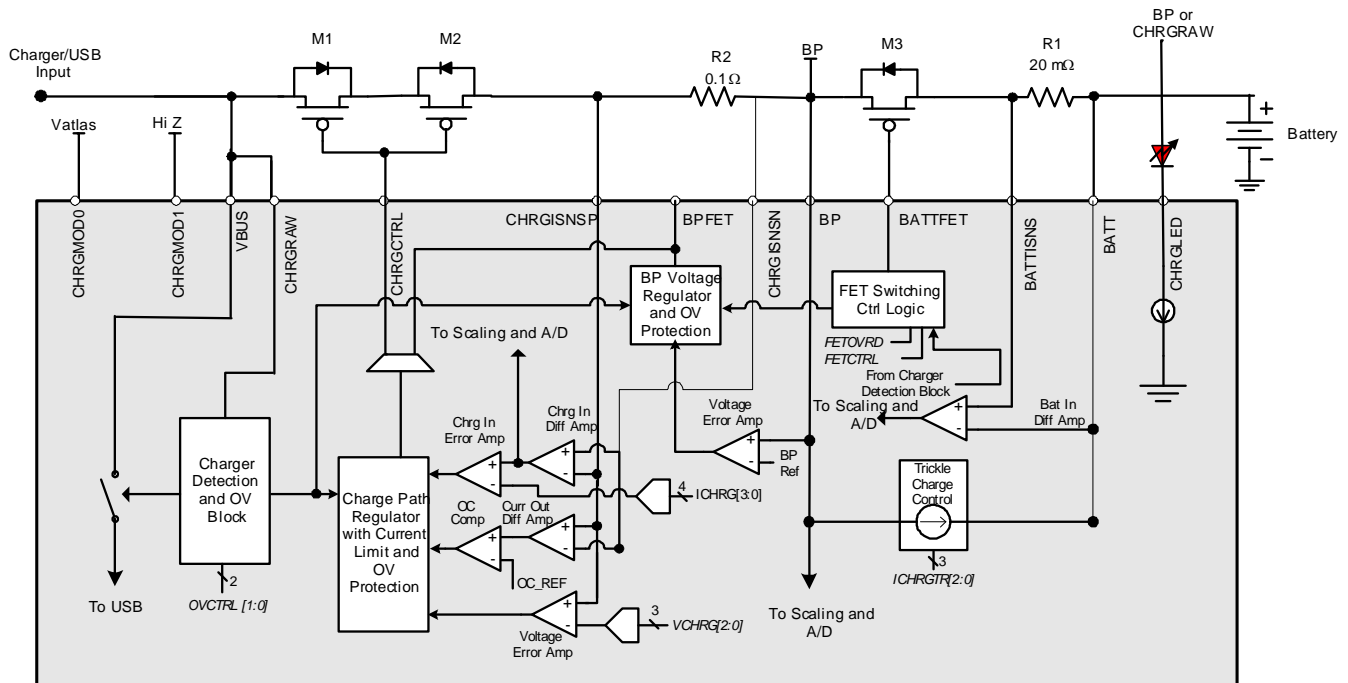 BP or
CHRGRAW
Charger/USB
Input
M1
M2
R2
0.1Ω
BP
M3
R1
20 mΩ
Vatlas
Hi Z
+
−
Battery
CHRGMOD0
CHRGMOD1
VBUS
CHRGRAW
CHRGCTRL
CHRGISNSP
BPFET
CHRGISNSN
BP
BATTFET
BATTISNS
BATT
CHRGLED
BP Voltage
Regulator
and OV
Protection
FET Switching
Ctrl Logic
FETOVRD
FETCTRL
From Charger
Detection Block
To Scaling and A/D
To Scaling and
A/D
Bat In
Diff Amp
+
-
Voltage
Error Amp
+
-
BP
Ref
Chrg In
Error Amp
+
-
Chrg In
Diff Amp
+
-
Charger
Detection
and OV
Block
Charge Path
Regulator
with Current
Limit and
OV
Protection
4
ICHRG[3:0]
OC
Comp
+
-
Curr Out
Diff Amp
+
-
OC_REF
Trickle
Charge
Control
3
ICHRGTR[2:0]
2
OVCTRL [1:0]
To USB
+
-
Voltage
Error Amp
3
VCHRG[2:0]
To Scaling and
A/D